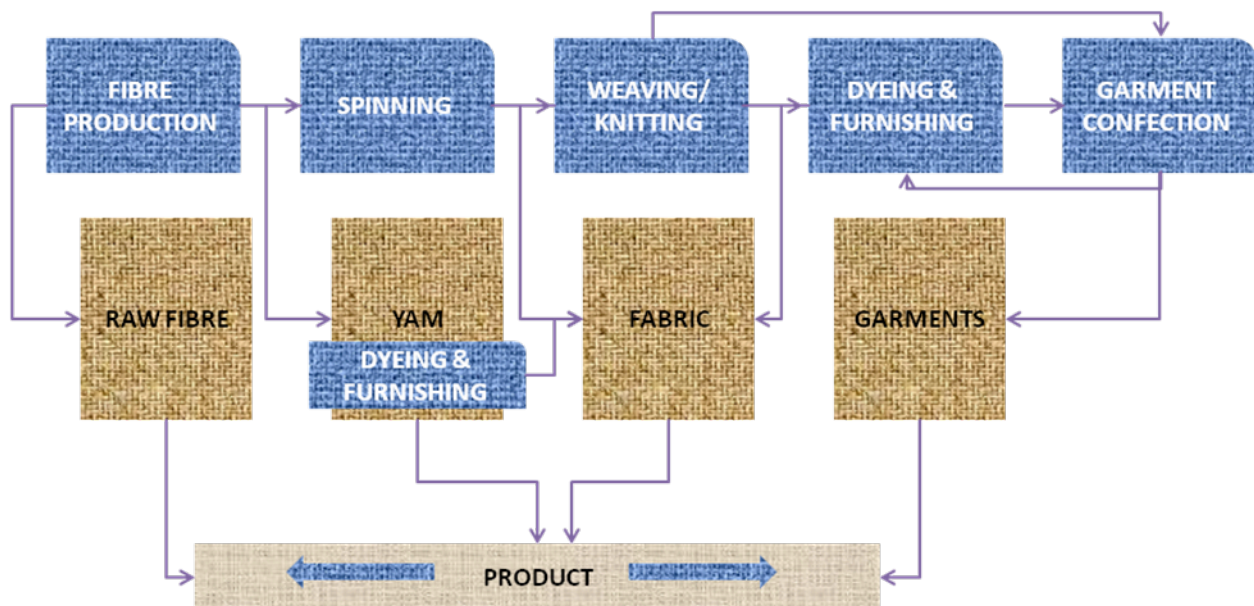 FIBRE
PRODUCTION
SPINNING
WEAVING/
KNITTING
DYEING &
FURNISHING
GARMENT
CONFECTION
RAW FIBRE
YAM
DYEING &
FURNISHING
FABRIC
GARMENTS
PRODUCT